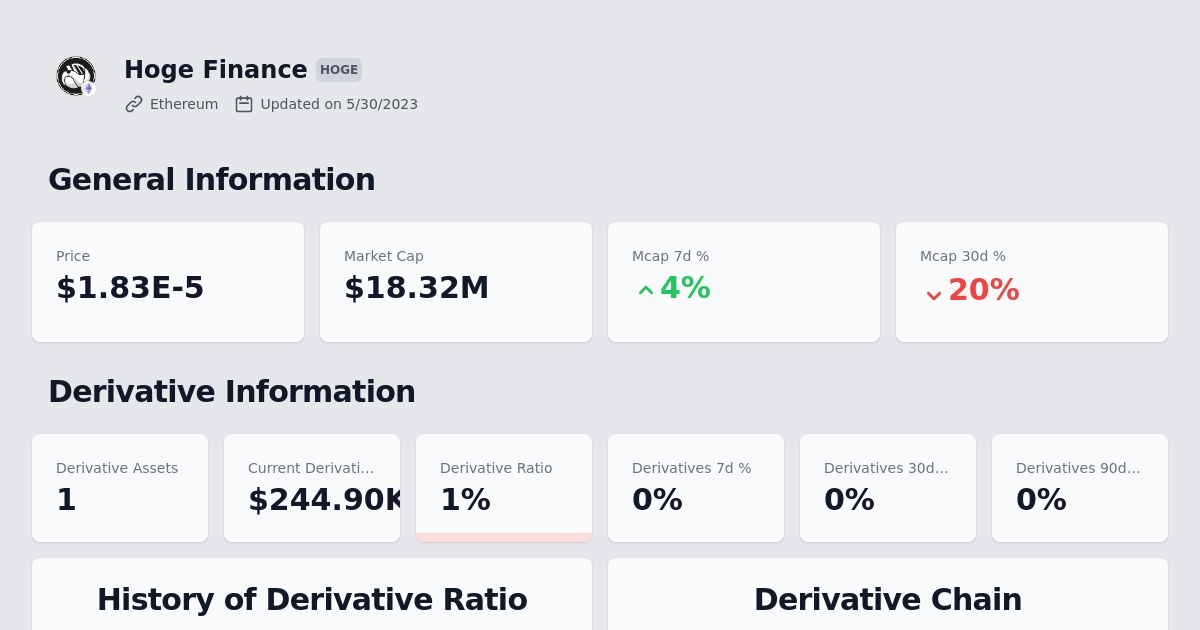 Hoge Finance HOGE
Ethereum Updated on 5/30/2023
General Information
Price Market Cap Mcap 7d % Mcap 30d %
$1.83E-5 $18.32M 4% 20%
Derivative Information
Derivative Assets Current Derivati... Derivative Ratio Derivatives 7d % Derivatives 30d... Derivatives 90d...
1 $244.90K 1% 0% 0% 0%
History of Derivative Ratio Derivative Chain